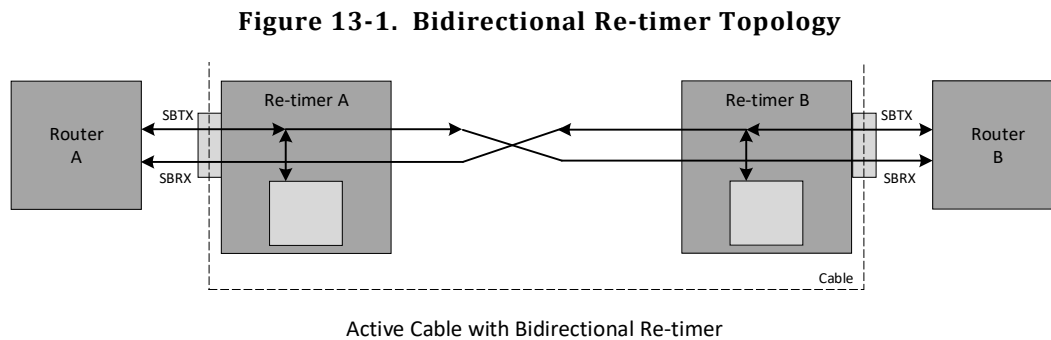 Figure 13-1. Bidirectional Re-timer Topology
Re-timer A
Re-timer B
SBTX
SBTX
Router
A
Router
B
SBRX
SBRX
Cable
Active Cable with Bidirectional Re-timer